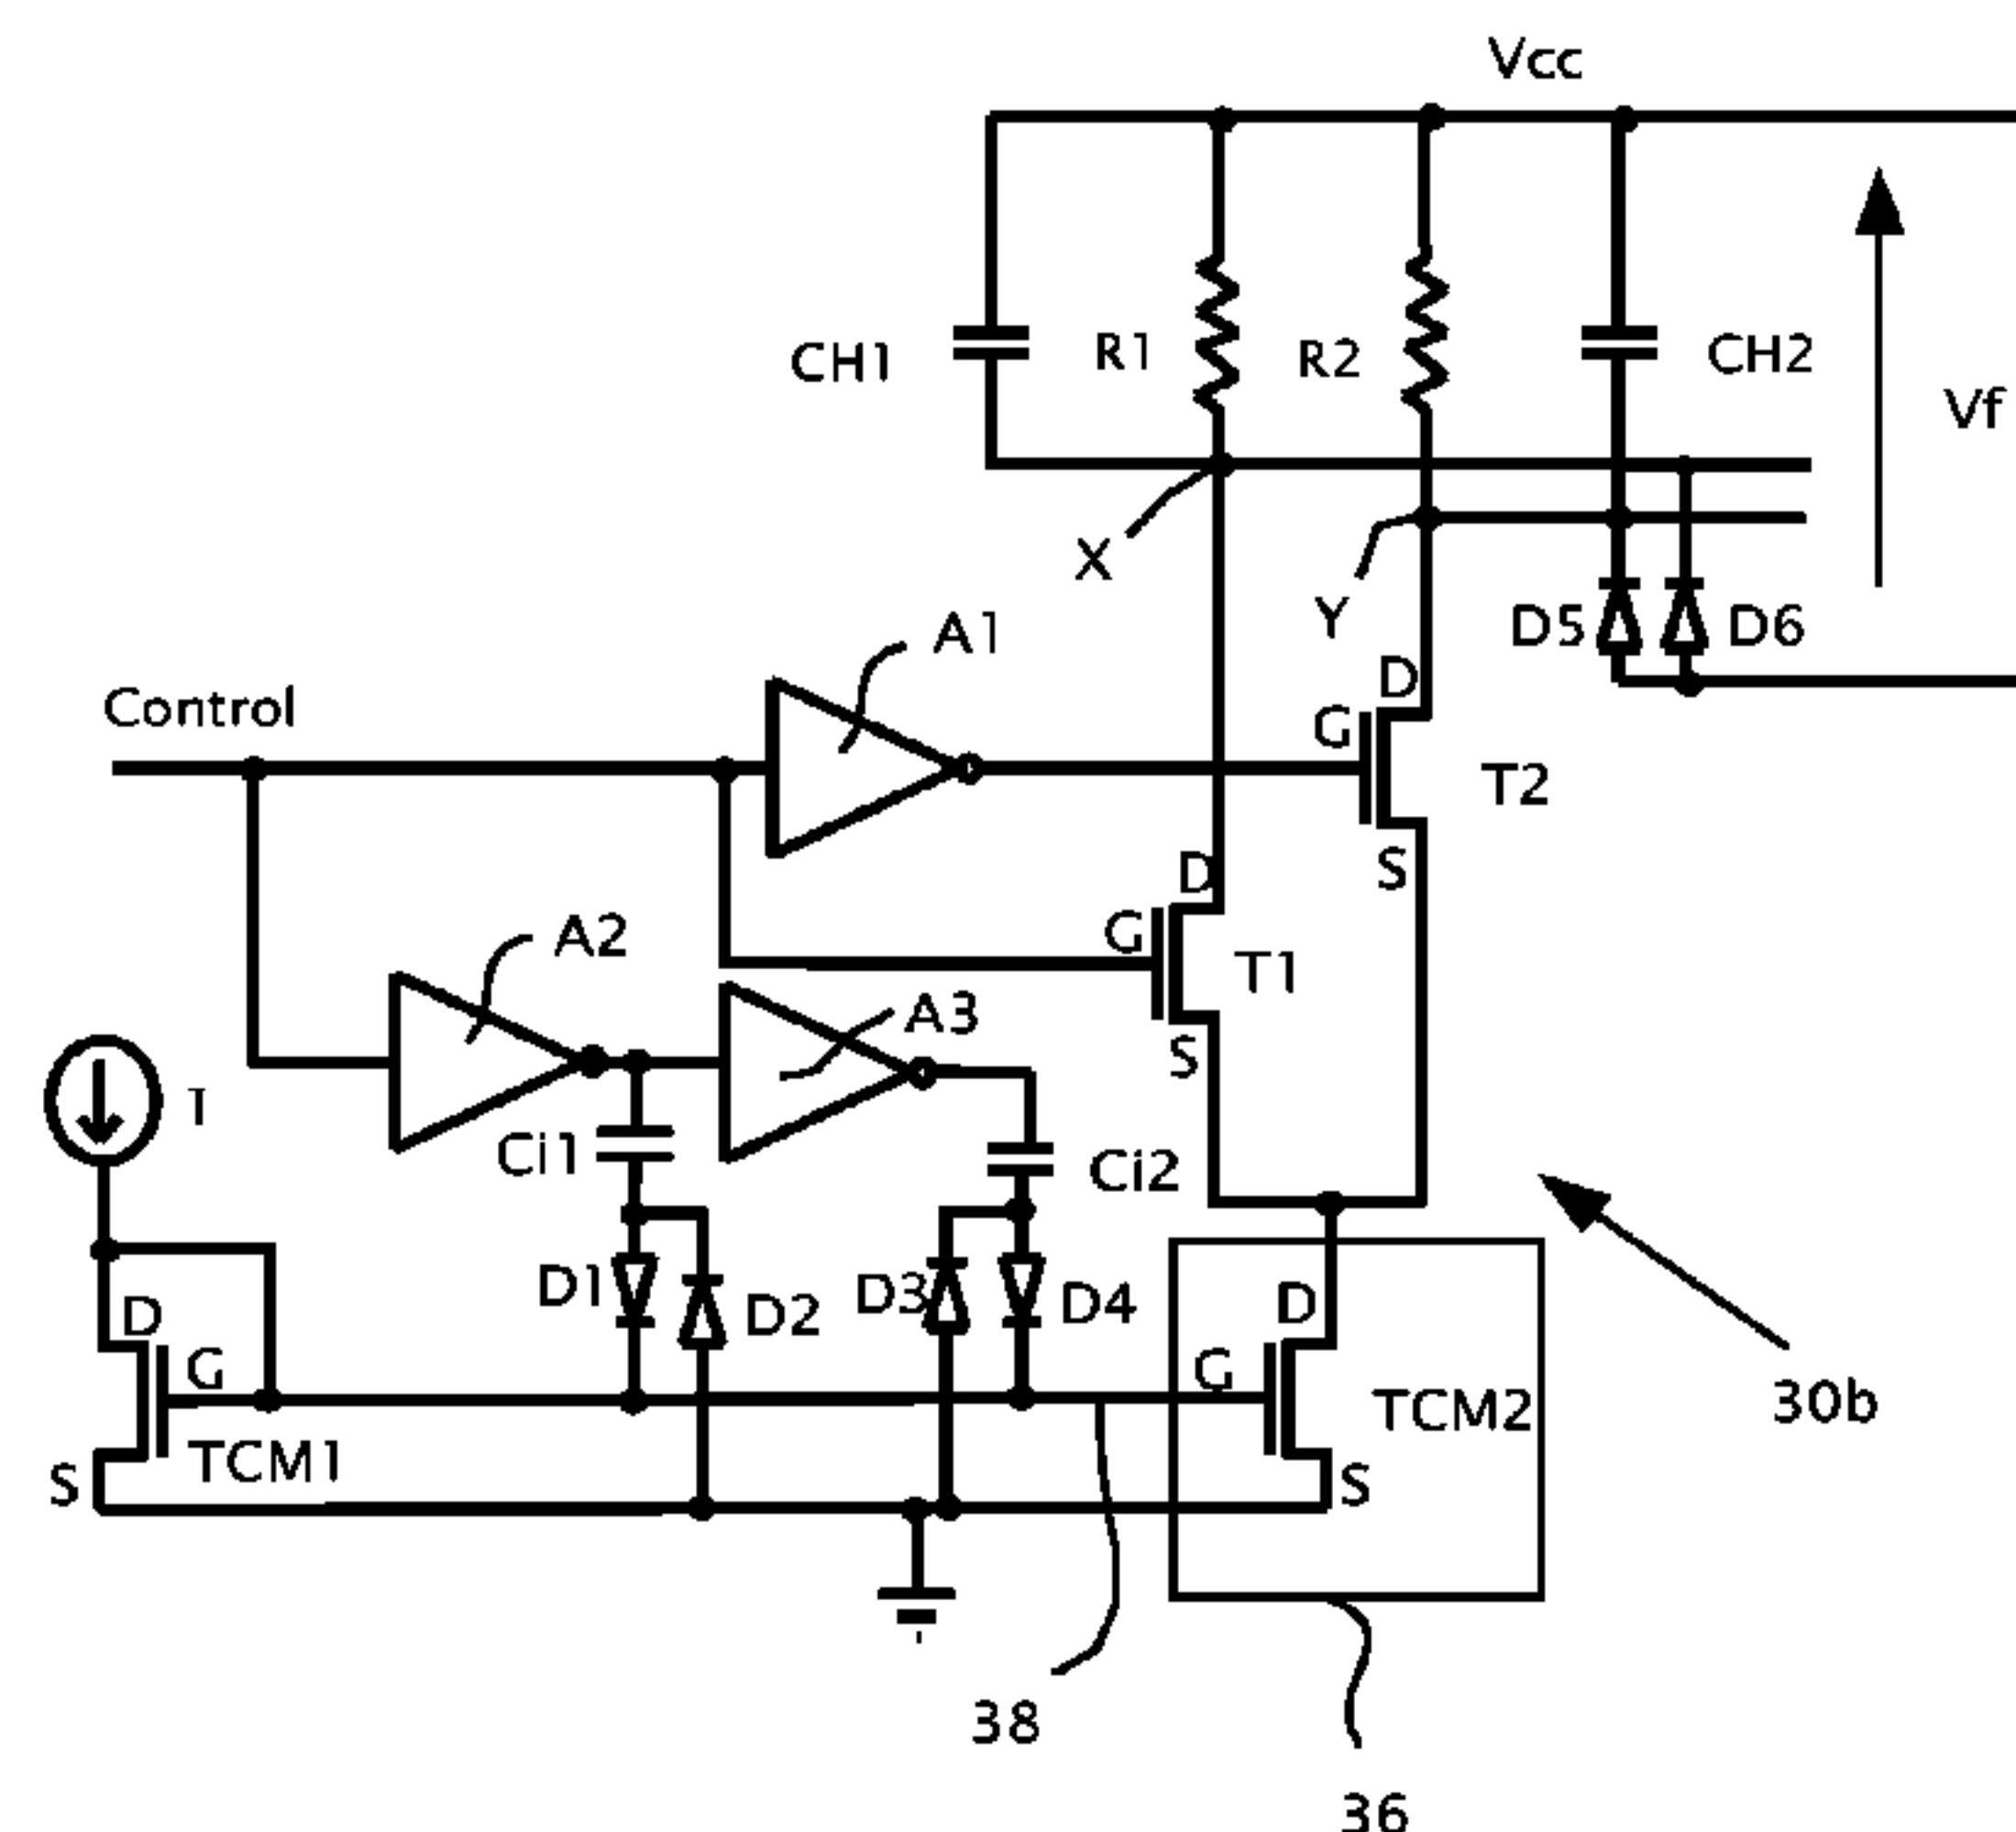 Vcc
CH1
R1
R2
CH2
Vf
X
Y
D5
D6
A1
Control
D
G
T2
S
D
G
T1
S
A2
A3
I
Ci1
Ci2
D1
D2
D3
D4
D
G
TCM1
S
D
G
TCM2
S
30b
38
36